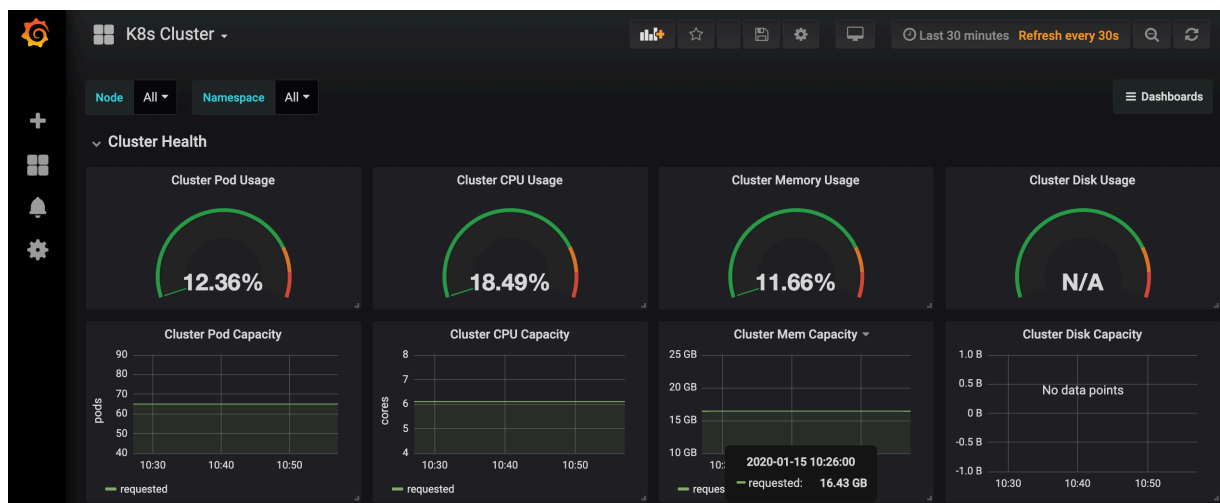 K8s Cluster
Last 30 minutes Refresh every 30s
Node All Namespace All
Dashboards
Cluster Health
Cluster Pod Usage
12.36%
Cluster CPU Usage
18.49%
Cluster Memory Usage
11.66%
Cluster Disk Usage
N/A
Cluster Pod Capacity
pods
90
80
70
60
50
40
10:30 10:40 10:50
requested
Cluster CPU Capacity
cores
8
7
6
5
4
10:30 10:40 10:50
requested
Cluster Mem Capacity
25 GB
20 GB
15 GB
10 GB
2020-01-15 10:26:00
requested: 16.43 GB
Cluster Disk Capacity
1.0 B
0.5 B
0 B
-0.5 B
-1.0 B
No data points
10:30 10:40 10:50